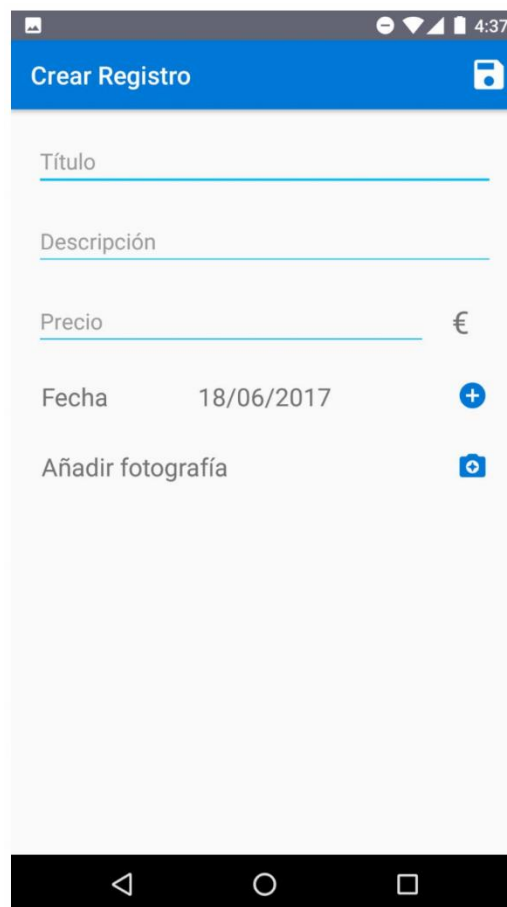 4:37
Crear Registro
Título
Descripción
Precio €
Fecha 18/06/2017
Añadir fotografía